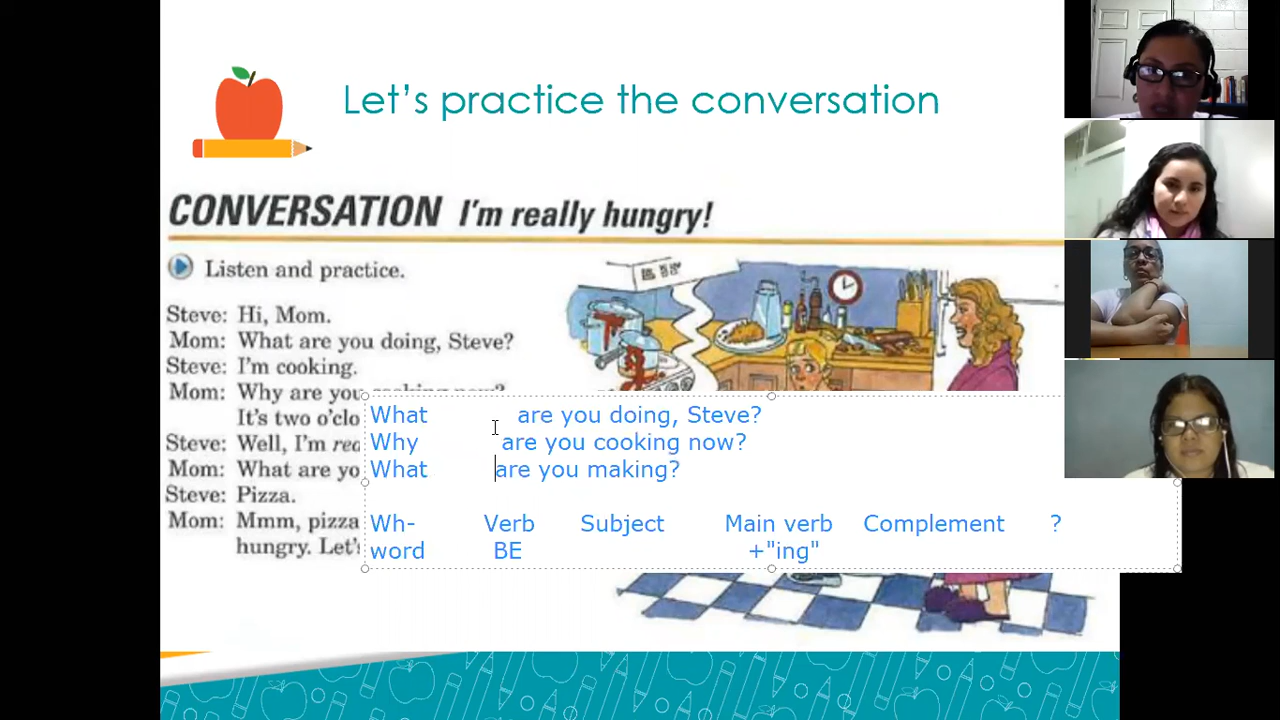 Let's practice the conversation
CONVERSATION I'm really hungry!
Listen and practice.
Steve: Hi, Mom.
Mom: What are you doing, Steve?
Steve: I'm cooking.
Mom: Why are you cooking now?
It's two o'clo
Steve: Well, I'm rea
Mom: What are yo
Steve: Pizza.
Mom: Mmm, pizza
hungry. Let's
What are you doing, Steve?
Why are you cooking now?
What are you making?
Wh- Verb Subject Main verb Complement ?
word BE +"ing"